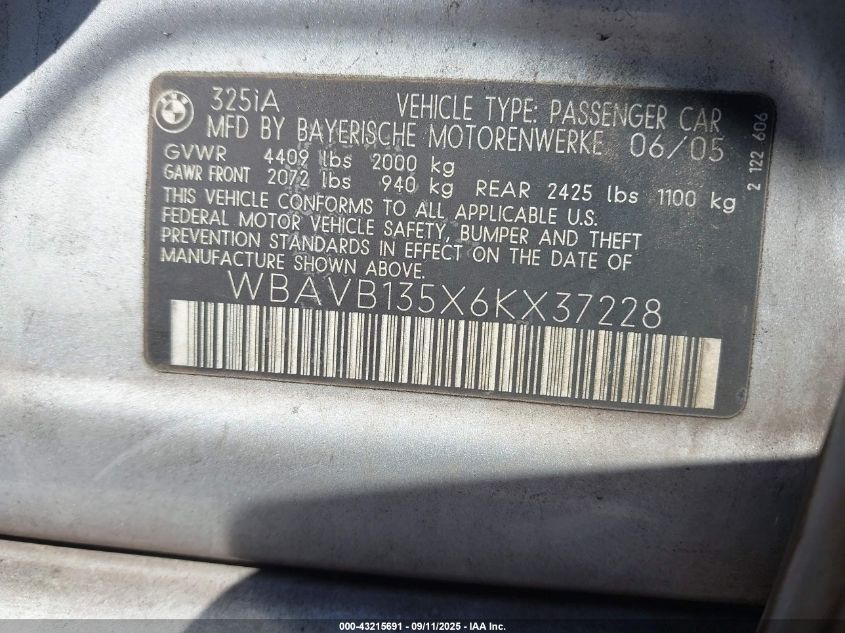 325iA VEHICLE TYPE: PASSENGER CAR
MFD BY BAYERISCHE MOTORENWERKE 06/05
GVWR 4409 lbs 2000 kg
GAWR FRONT 2072 lbs 940 kg REAR 2425 lbs 1100 kg
THIS VEHICLE CONFORMS TO ALL APPLICABLE U.S.
FEDERAL MOTOR VEHICLE SAFETY, BUMPER AND THEFT
PREVENTION STANDARDS IN EFFECT ON THE DATE OF
MANUFACTURE SHOWN ABOVE.
WBAVB135X6KX37228
2 122 606
000-43215691 - 09/11/2025 - IAA Inc.